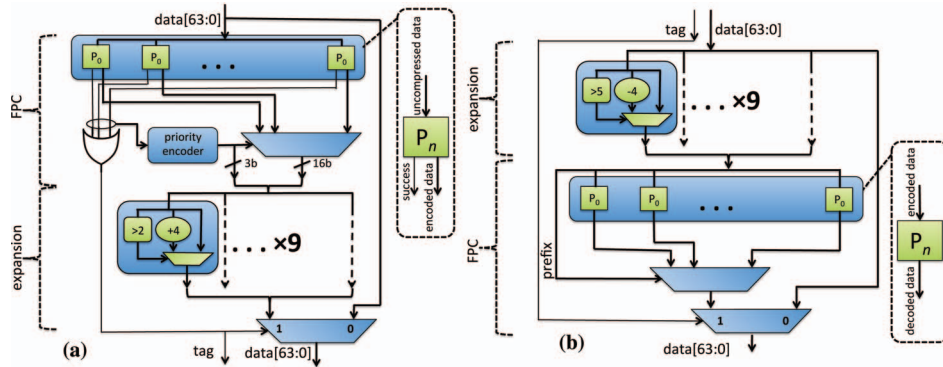 data[63:0]
P0 P0 P0
. . .
FPC
priority
encoder
3b 16b
uncompressed data
Pn
success
encoded data
expansion
>2 +4
. . . ×9
1 0
(a)
tag
data[63:0]
tag
data[63:0]
expansion
>5 -4
. . . ×9
FPC
P0 P0 P0
. . .
prefix
encoded data
Pn
decoded data
1 0
(b)
data[63:0]